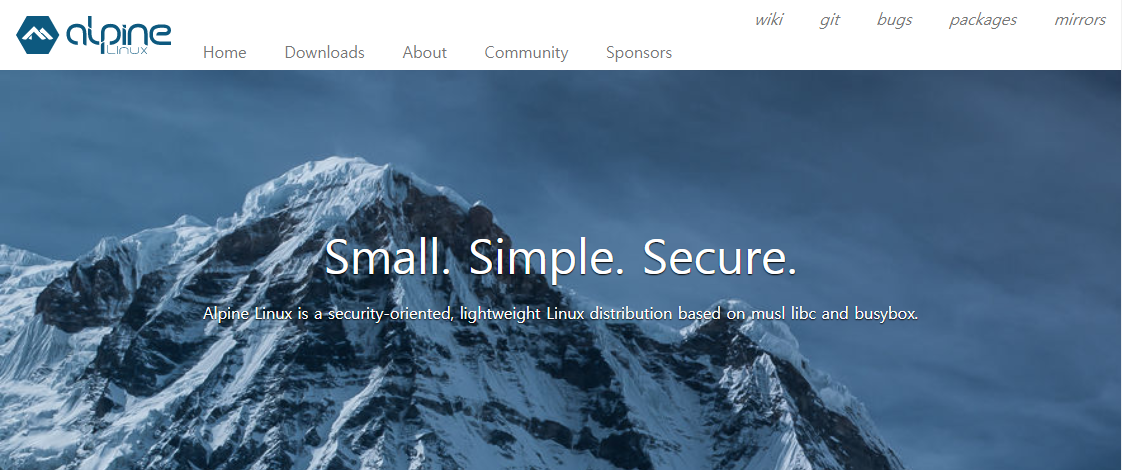 alpine
Linux
wiki git bugs packages mirrors
Home Downloads About Community Sponsors
Small. Simple. Secure.
Alpine Linux is a security-oriented, lightweight Linux distribution based on musl libc and busybox.